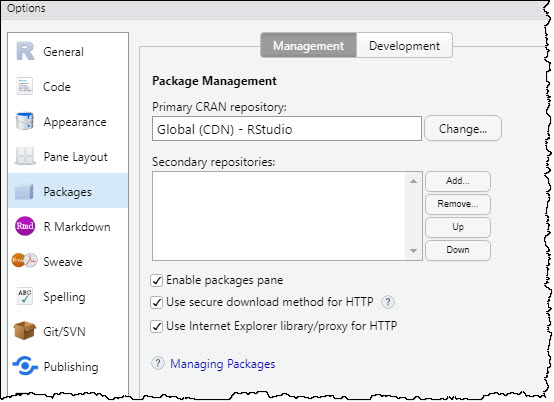 Options
General
Code
Appearance
Pane Layout
Packages
Rmd R Markdown
Sweave
ABC Spelling
Git/SVN
Publishing
Management Development
Package Management
Primary CRAN repository:
Global (CDN) - RStudio Change...
Secondary repositories:
Add...
Remove...
Up
Down
Enable packages pane
Use secure download method for HTTP ?
Use Internet Explorer library/proxy for HTTP
? Managing Packages